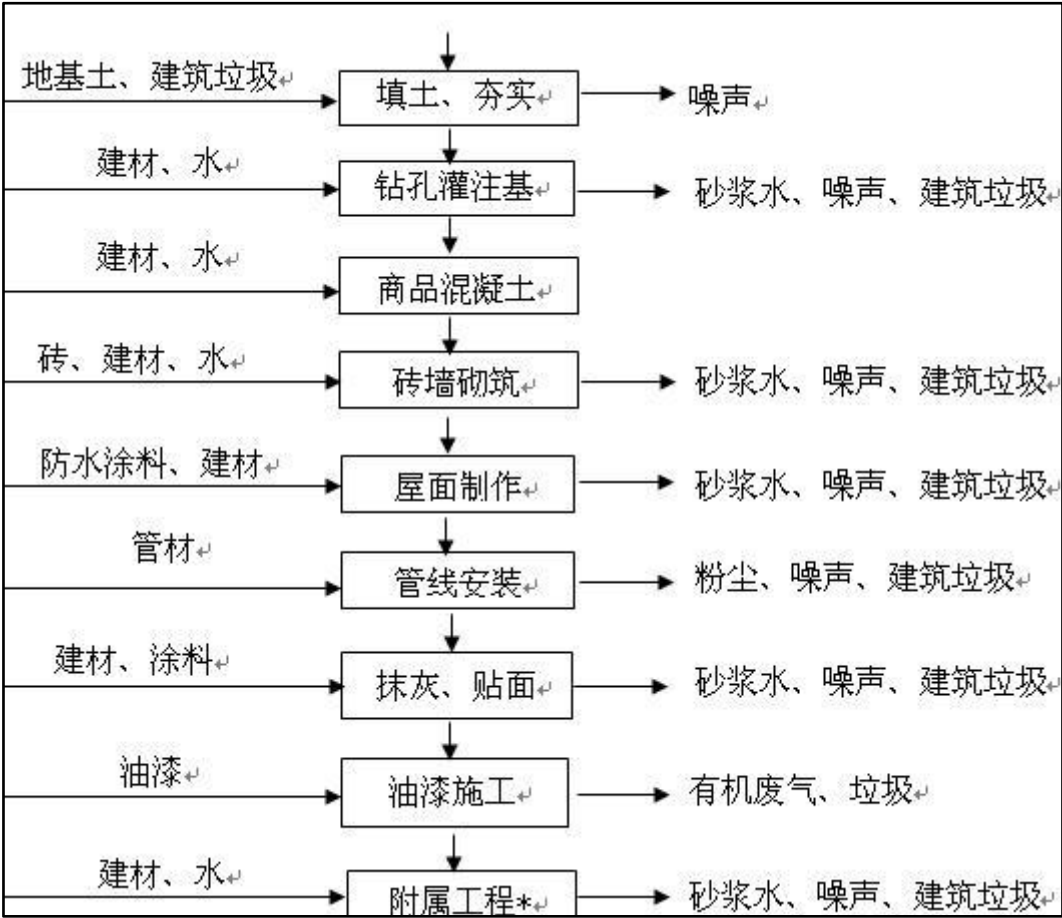 地基土、建筑垃圾
填土、夯实
噪声
建材、水
钻孔灌注基
砂浆水、噪声、建筑垃圾
建材、水
商品混凝土
砖、建材、水
砖墙砌筑
砂浆水、噪声、建筑垃圾
防水涂料、建材
屋面制作
砂浆水、噪声、建筑垃圾
管材
管线安装
粉尘、噪声、建筑垃圾
建材、涂料
抹灰、贴面
砂浆水、噪声、建筑垃圾
油漆
油漆施工
有机废气、垃圾
建材、水
附属工程*
砂浆水、噪声、建筑垃圾